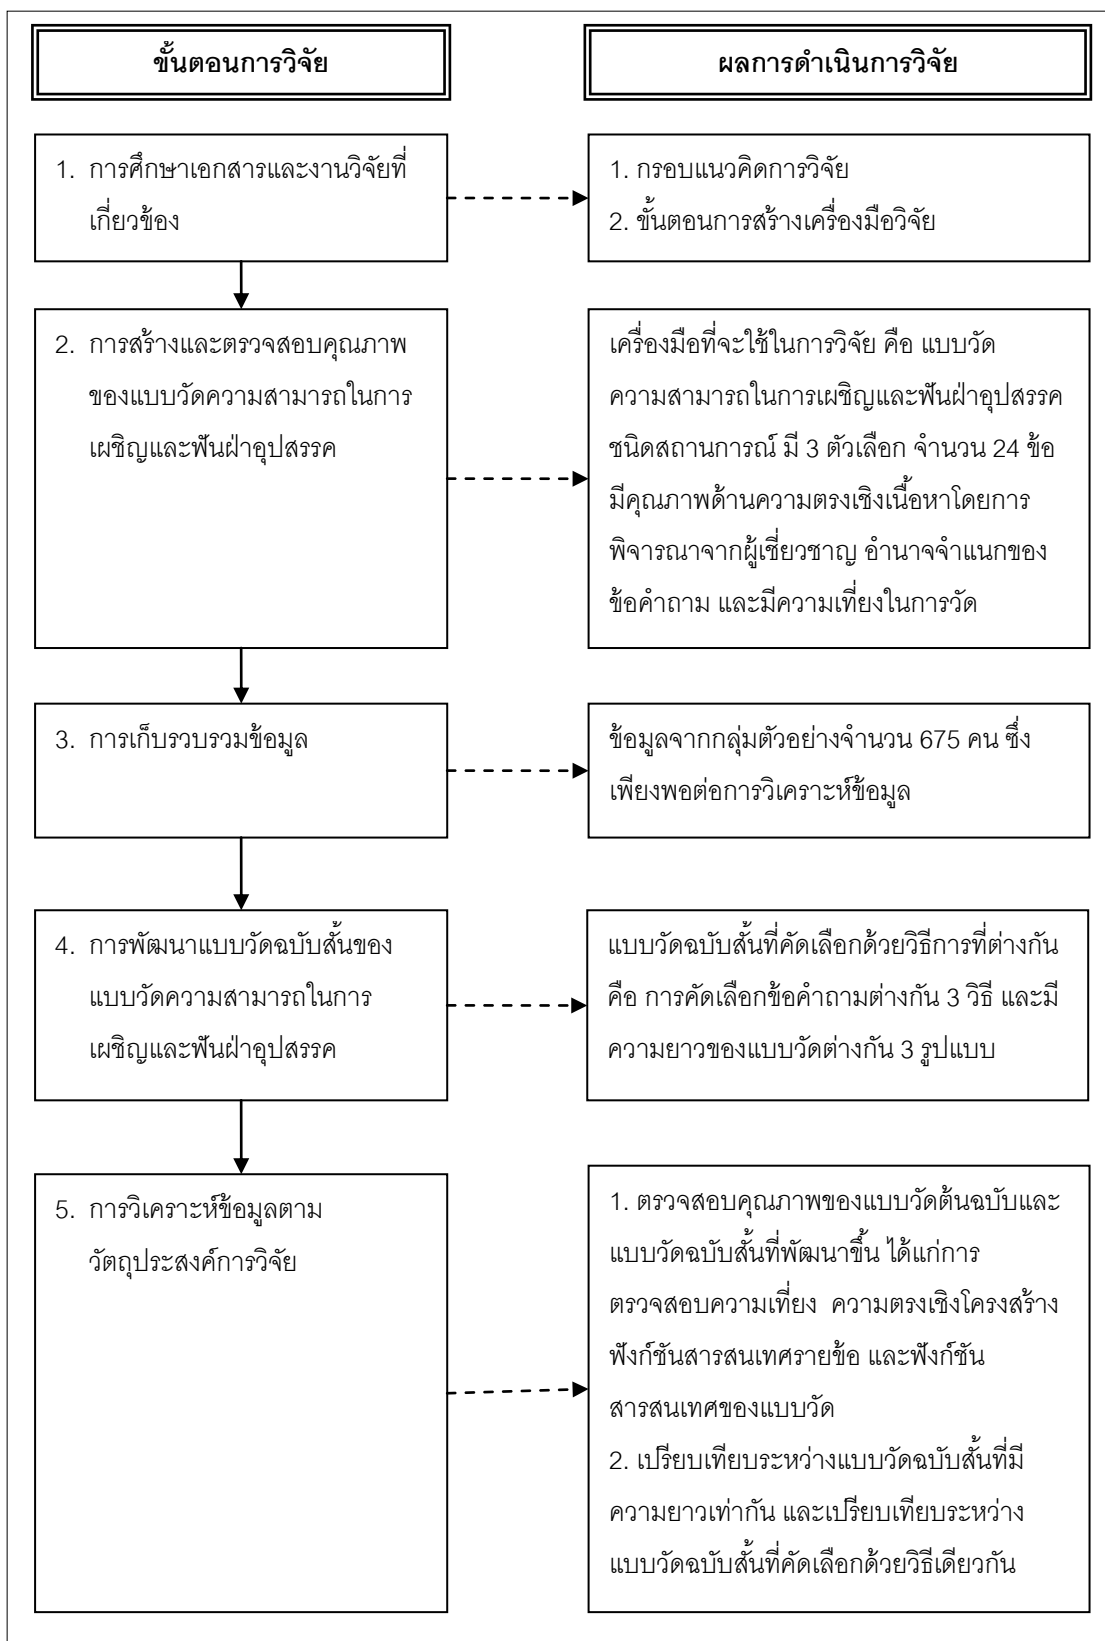 ขั้นตอนการวิจัย
ผลการดำเนินการวิจัย
1. การศึกษาเอกสารและงานวิจัยที่
เกี่ยวข้อง
1. กรอบแนวคิดการวิจัย
2. ขั้นตอนการสร้างเครื่องมือวิจัย
2. การสร้างและตรวจสอบคุณภาพ
ของแบบวัดความสามารถในการ
เผชิญและฟันฝ่าอุปสรรค
เครื่องมือที่จะใช้ในการวิจัย คือ แบบวัด
ความสามารถในการเผชิญและฟันฝ่าอุปสรรค
ชนิดสถานการณ์ มี 3 ตัวเลือก จำนวน 24 ข้อ
มีคุณภาพด้านความตรงเชิงเนื้อหาโดยการ
พิจารณาจากผู้เชี่ยวชาญ อำนาจจำแนกของ
ข้อคำถาม และมีความเที่ยงในการวัด
3. การเก็บรวบรวมข้อมูล
ข้อมูลจากกลุ่มตัวอย่างจำนวน 675 คน ซึ่ง
เพียงพอต่อการวิเคราะห์ข้อมูล
4. การพัฒนาแบบวัดฉบับสั้นของ
แบบวัดความสามารถในการ
เผชิญและฟันฝ่าอุปสรรค
แบบวัดฉบับสั้นที่คัดเลือกด้วยวิธีการที่ต่างกัน
คือ การคัดเลือกข้อคำถามต่างกัน 3 วิธี และมี
ความยาวของแบบวัดต่างกัน 3 รูปแบบ
5. การวิเคราะห์ข้อมูลตาม
วัตถุประสงค์การวิจัย
1. ตรวจสอบคุณภาพของแบบวัดต้นฉบับและ
แบบวัดฉบับสั้นที่พัฒนาขึ้น ได้แก่การ
ตรวจสอบความเที่ยง ความตรงเชิงโครงสร้าง
ฟังก์ชันสารสนเทศรายข้อ และฟังก์ชัน
สารสนเทศของแบบวัด
2. เปรียบเทียบระหว่างแบบวัดฉบับสั้นที่มี
ความยาวเท่ากัน และเปรียบเทียบระหว่าง
แบบวัดฉบับสั้นที่คัดเลือกด้วยวิธีเดียวกัน